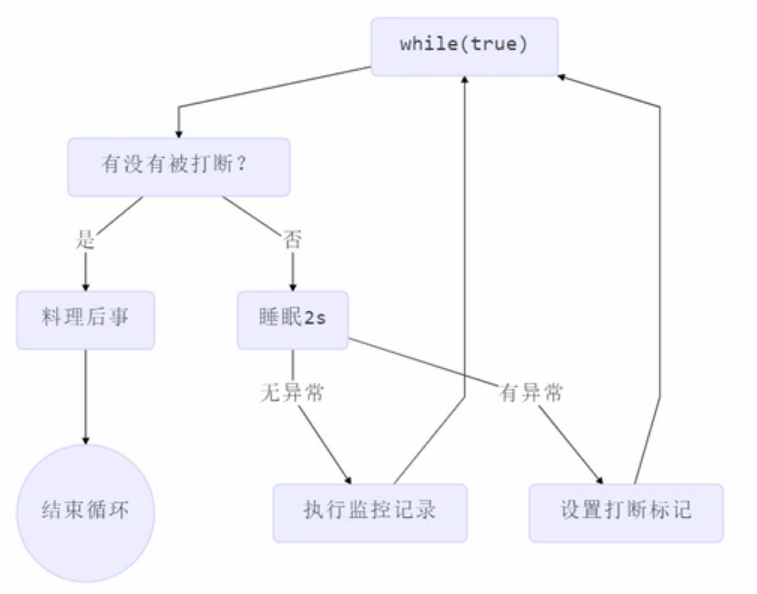 while(true)
有没有被打断?
是
否
料理后事
睡眠2s
无异常
有异常
结束循环
执行监控记录
设置打断标记